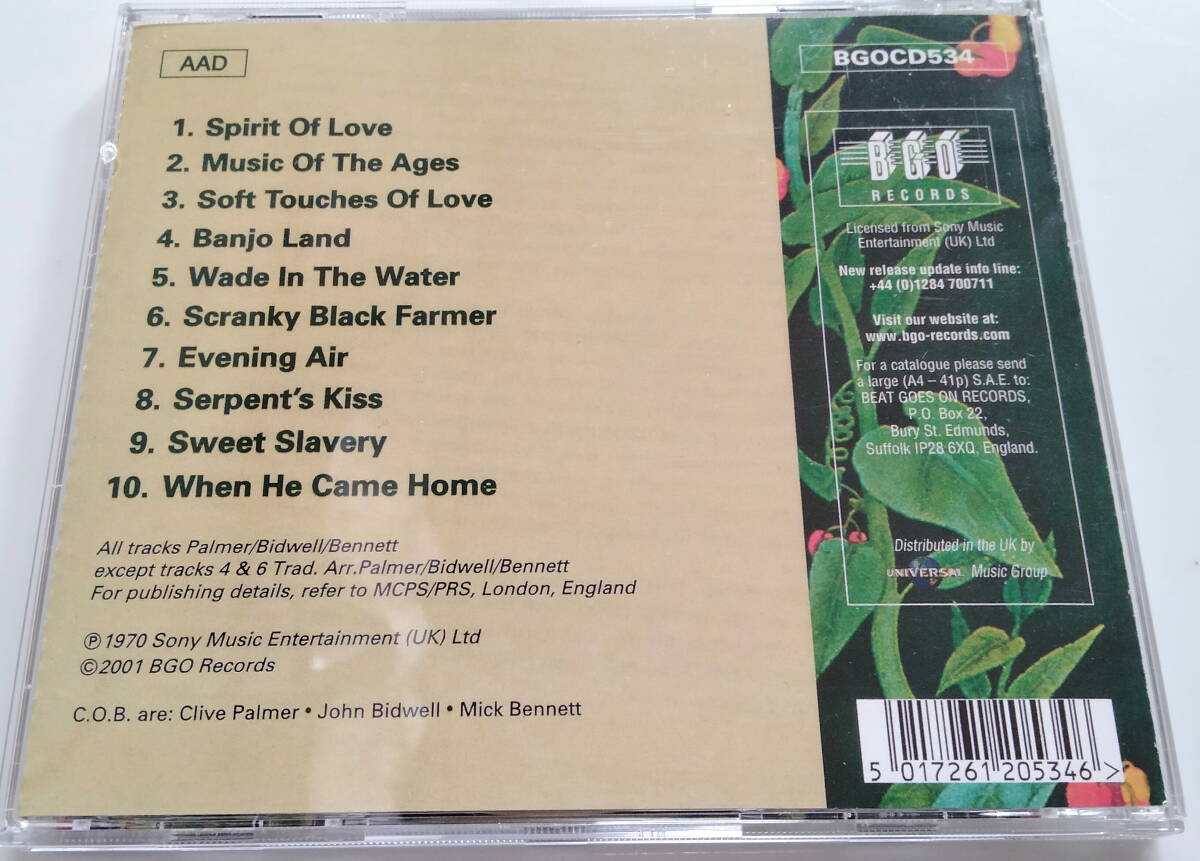 AAD
1. Spirit Of Love
2. Music Of The Ages
3. Soft Touches Of Love
4. Banjo Land
5. Wade In The Water
6. Scranky Black Farmer
7. Evening Air
8. Serpent's Kiss
9. Sweet Slavery
10. When He Came Home
All tracks Palmer/Bidwell/Bennett
except tracks 4 & 6 Trad. Arr.Palmer/Bidwell/Bennett
For publishing details, refer to MCPS/PRS, London, England
℗1970 Sony Music Entertainment (UK) Ltd
©2001 BGO Records
C.O.B. are: Clive Palmer • John Bidwell • Mick Bennett
BGOCD534
BGO
RECORDS
Licensed from Sony Music
Entertainment (UK) Ltd
New release update info line:
+44 (0)1284 700711
Visit our website at:
www.bgo-records.com
For a catalogue please send
a large (A4 – 41p) S.A.E. to:
BEAT GOES ON RECORDS,
P.O. Box 22,
Bury St. Edmunds,
Suffolk IP28 6XQ, England.
Distributed in the UK by
UNIVERSAL Music Group
5 017261 205346 >